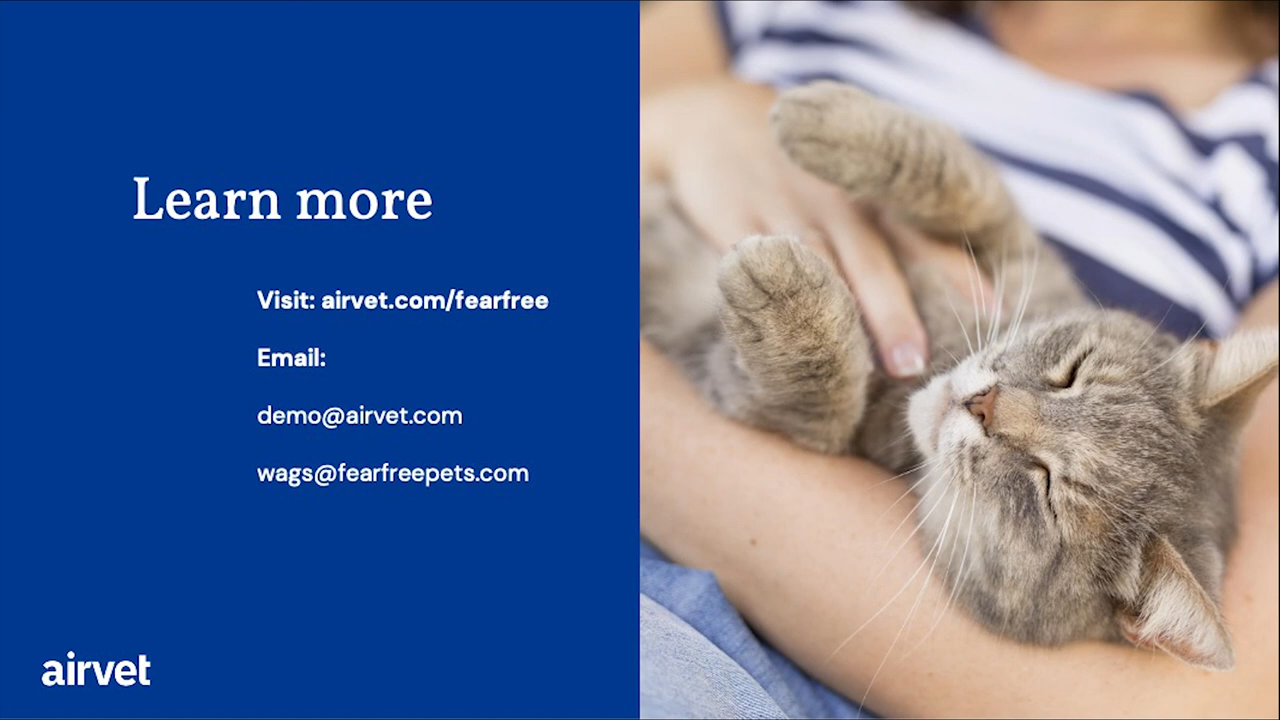 Learn more
Visit: airvet.com/fearfree
Email:
demo@airvet.com
wags@fearfreepets.com
airvet